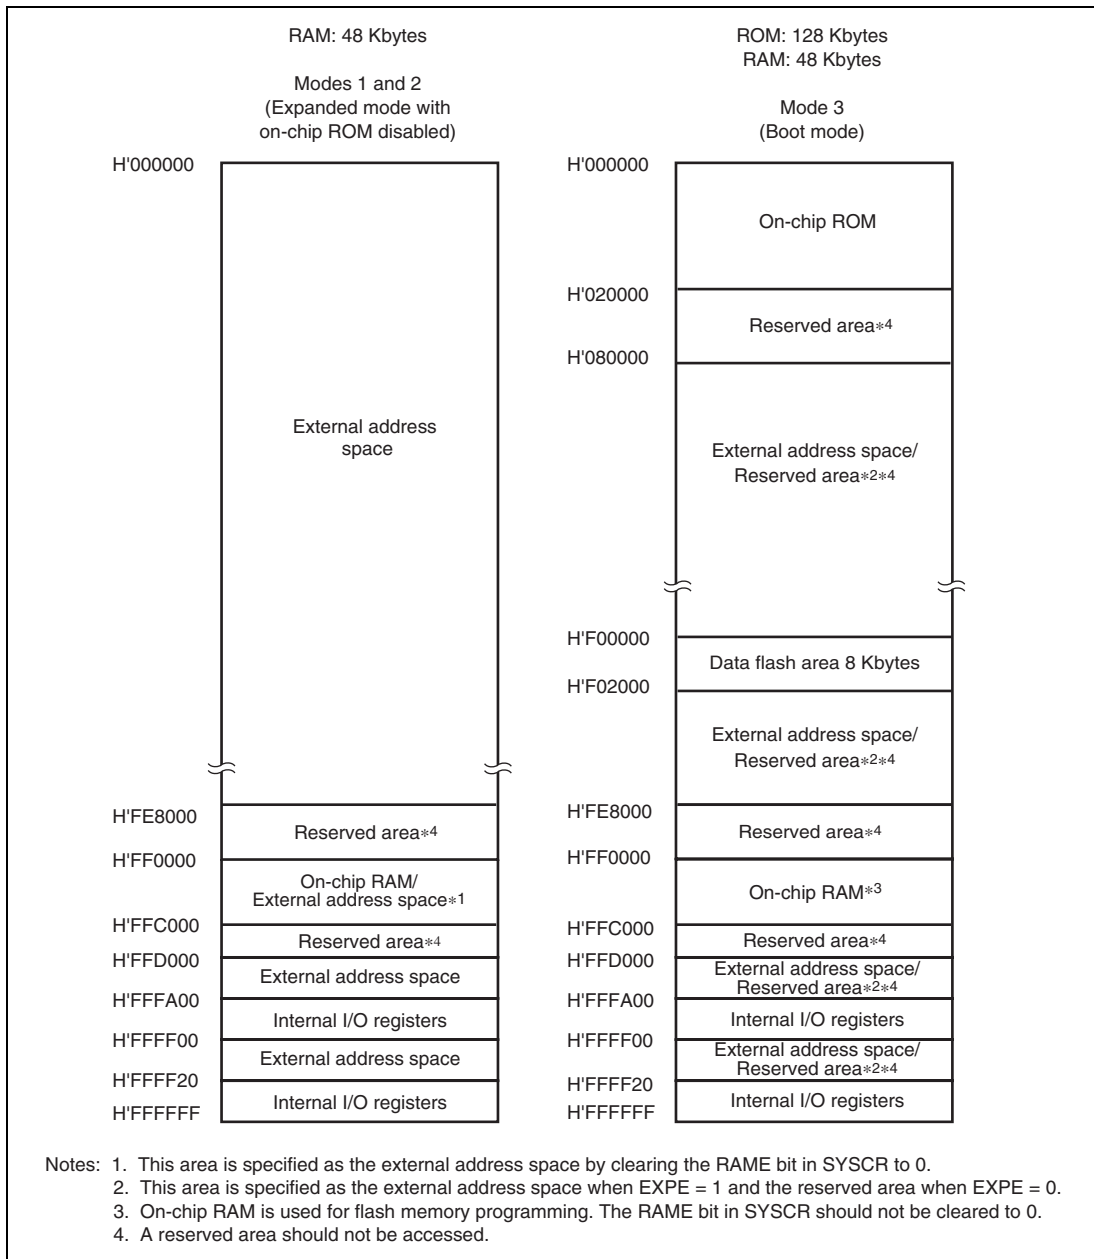 RAM: 48 Kbytes
Modes 1 and 2
(Expanded mode with
on-chip ROM disabled)
H'000000
External address
space
H'FE8000
Reserved area*4
H'FF0000
On-chip RAM/
External address space*1
H'FFC000
Reserved area*4
H'FFD000
External address space
H'FFFA00
Internal I/O registers
H'FFFF00
External address space
H'FFFF20
Internal I/O registers
H'FFFFFF
ROM: 128 Kbytes
RAM: 48 Kbytes
Mode 3
(Boot mode)
H'000000
On-chip ROM
H'020000
Reserved area*4
H'080000
External address space/
Reserved area*2*4
H'F00000
Data flash area 8 Kbytes
H'F02000
External address space/
Reserved area*2*4
H'FE8000
Reserved area*4
H'FF0000
On-chip RAM*3
H'FFC000
Reserved area*4
H'FFD000
External address space/
Reserved area*2*4
H'FFFA00
Internal I/O registers
H'FFFF00
External address space/
Reserved area*2*4
H'FFFF20
Internal I/O registers
H'FFFFFF
Notes: 1. This area is specified as the external address space by clearing the RAME bit in SYSCR to 0.
2. This area is specified as the external address space when EXPE = 1 and the reserved area when EXPE = 0.
3. On-chip RAM is used for flash memory programming. The RAME bit in SYSCR should not be cleared to 0.
4. A reserved area should not be accessed.